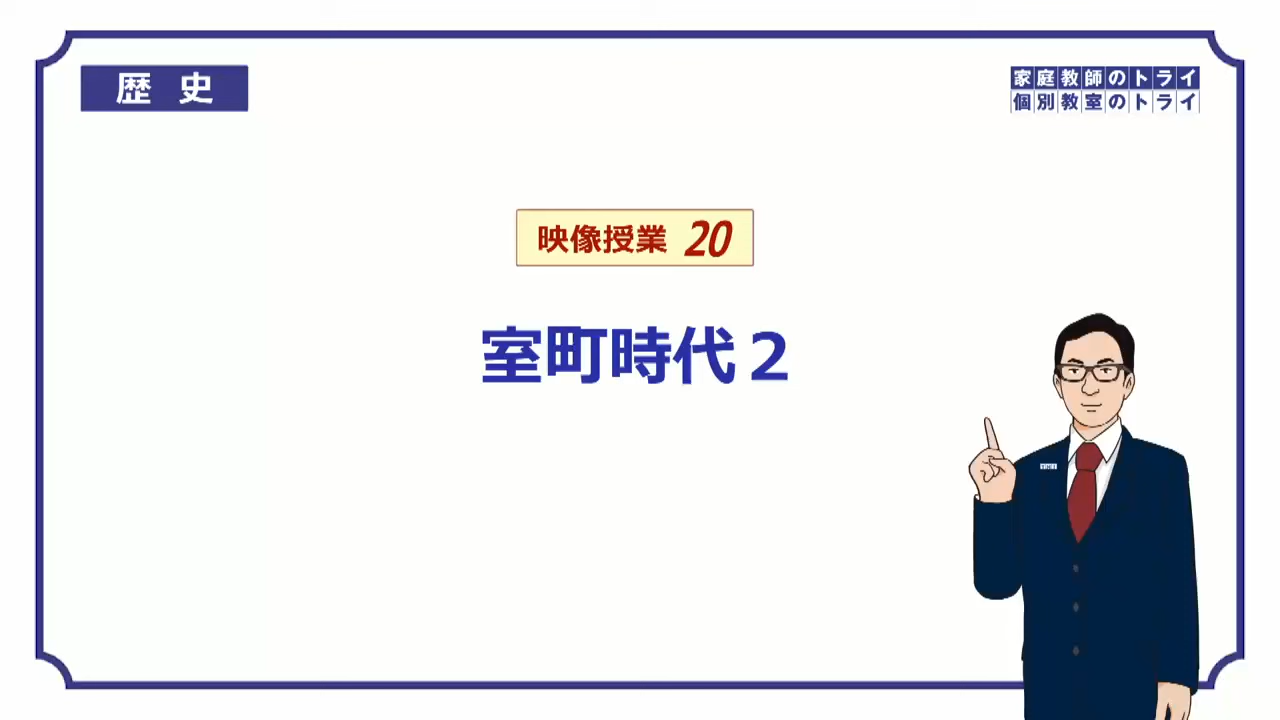 歴史
家庭教師のトライ
個別教室のトライ
映像授業 20
室町時代2